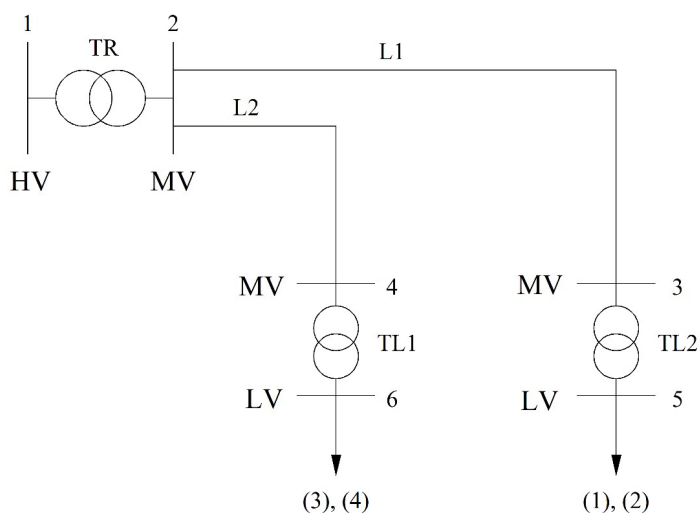 1
2
TR
L1
L2
HV
MV
MV
4
MV
3
TL1
TL2
LV
6
LV
5
(3), (4)
(1), (2)